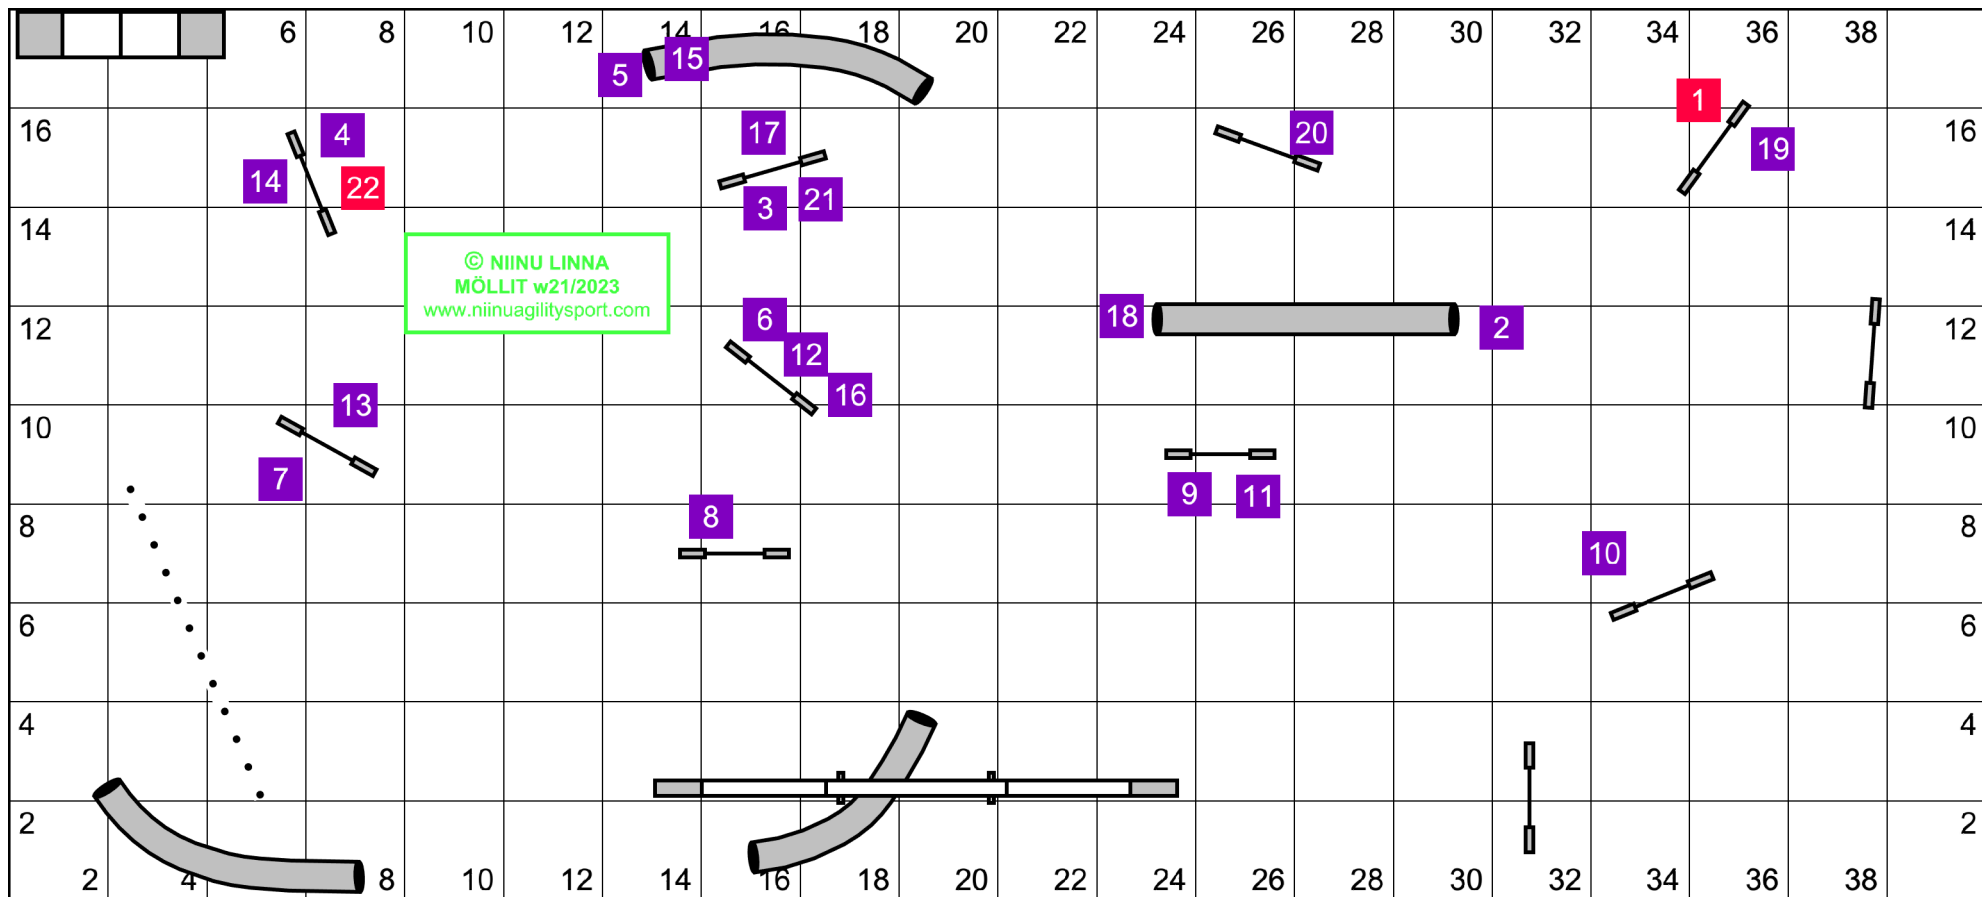 6 8 10 12 14 16 18 20 22 24 26 28 30 32 34 36 38
5 15
1
16 4 17 20 19 16
14 22
3 21
14 14
© NIINU LINNA
MÖLLIT w21/2023
www.niinuagilitysport.com
12 6 18 2 12
12
16
13
10 10
7 9 11
8 8 8
10
6 6
4 4
2 2
2 4 8 10 12 14 16 18 20 22 24 26 28 30 32 34 36 38